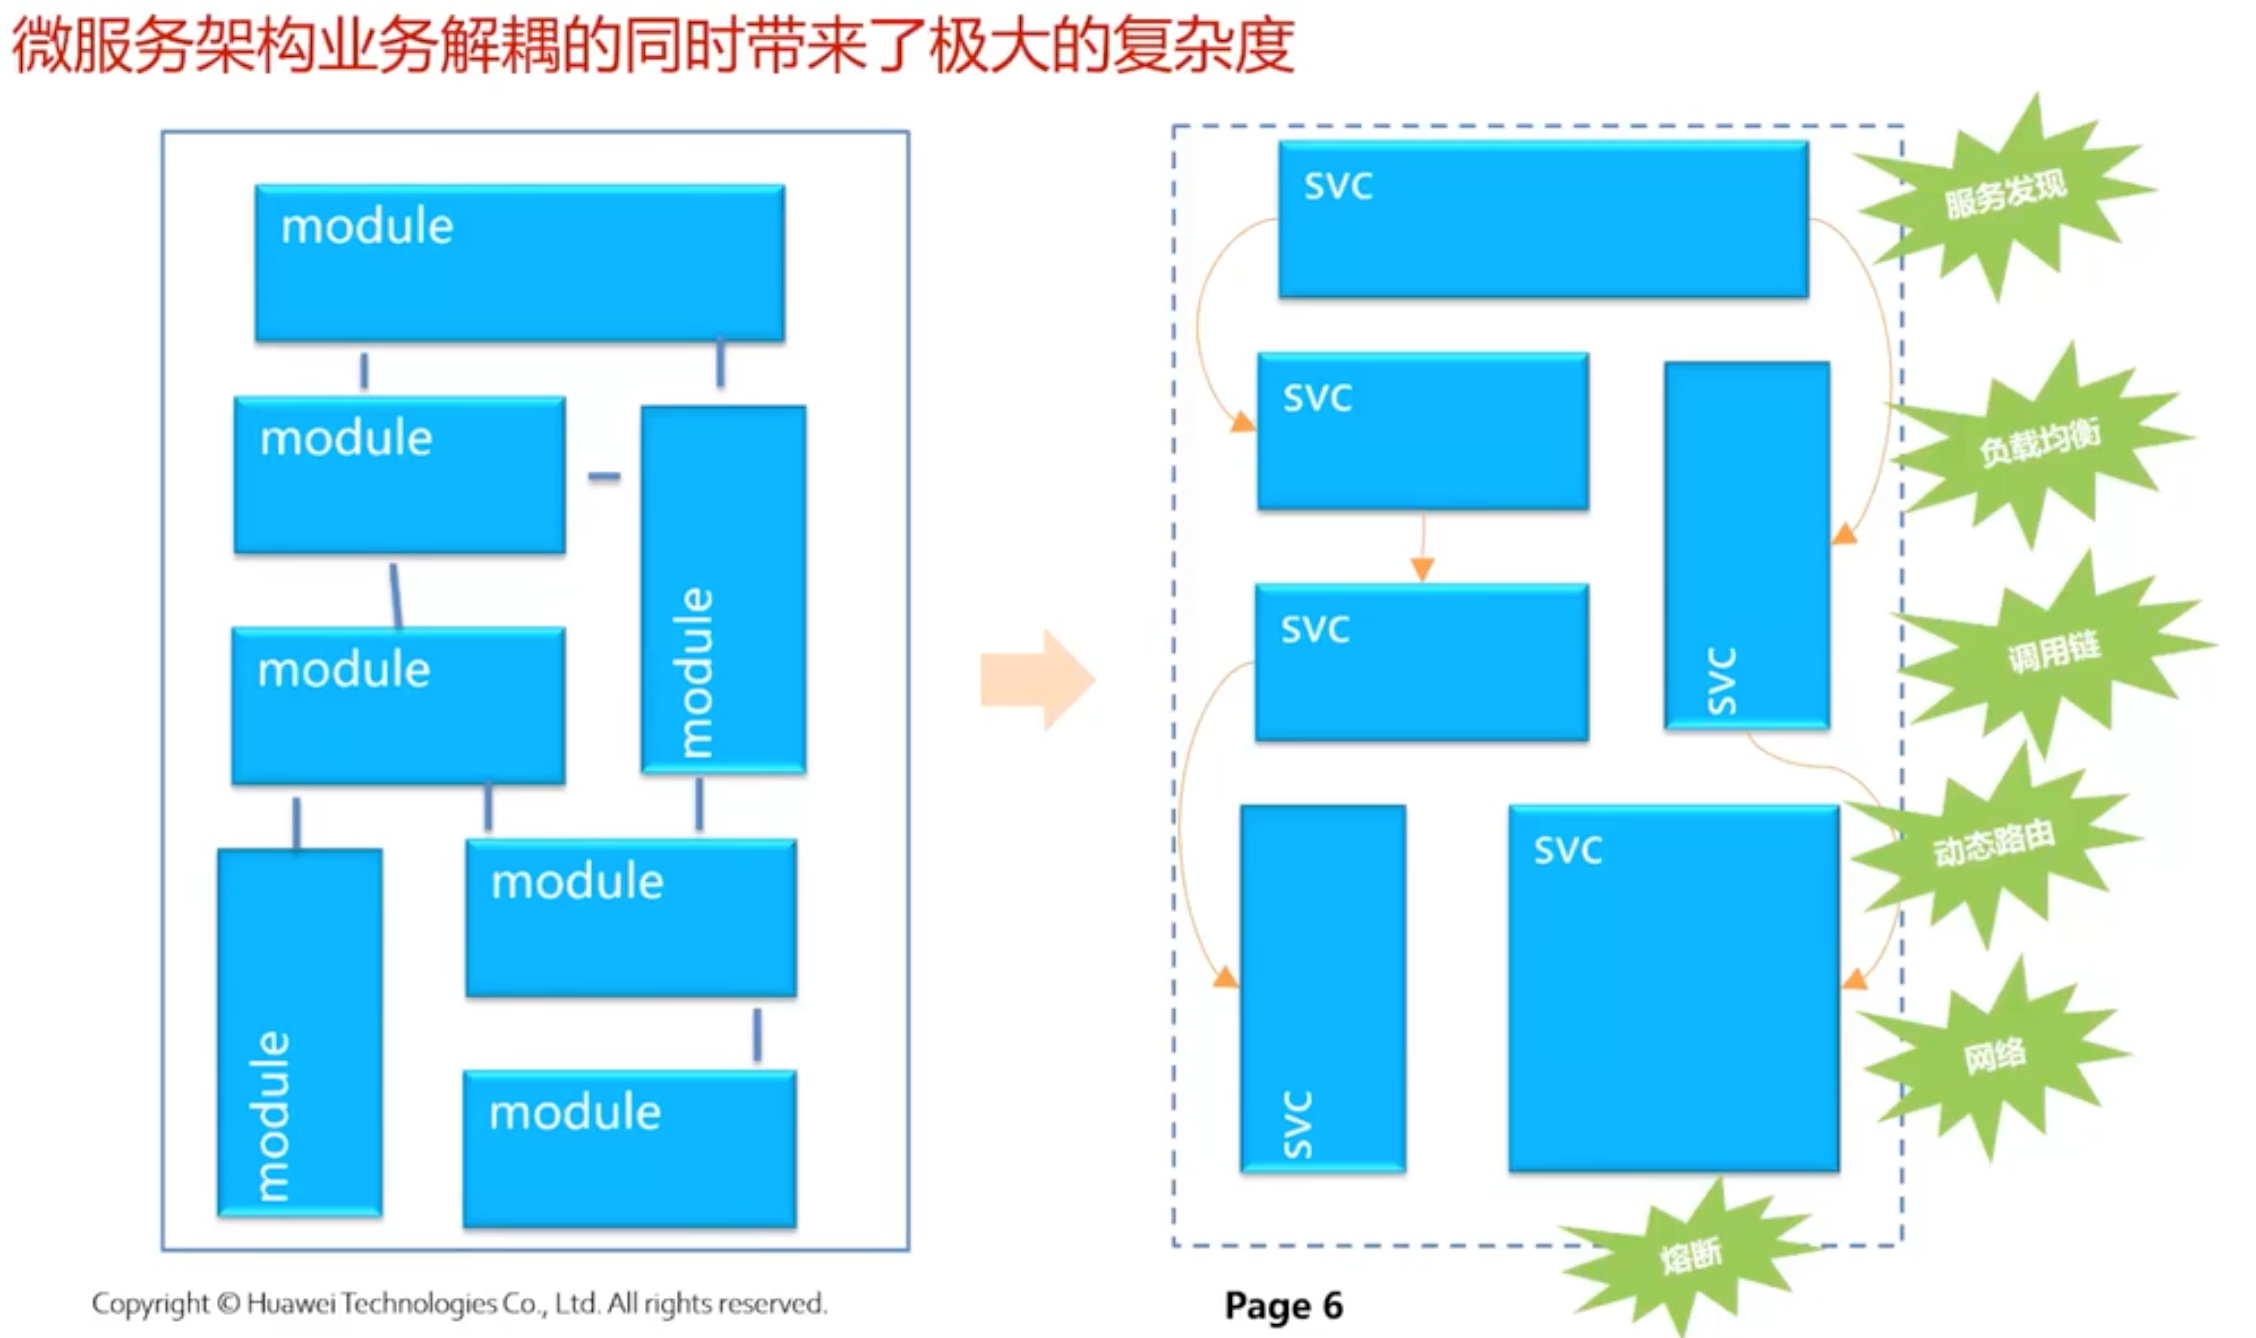 微服务架构业务解耦的同时带来了极大的复杂度
module
module
module
module
module
module
module
svc
svc
svc
svc
svc
svc
服务发现
负载均衡
调用链
动态路由
网络
熔断
Copyright © Huawei Technologies Co., Ltd. All rights reserved.
Page 6